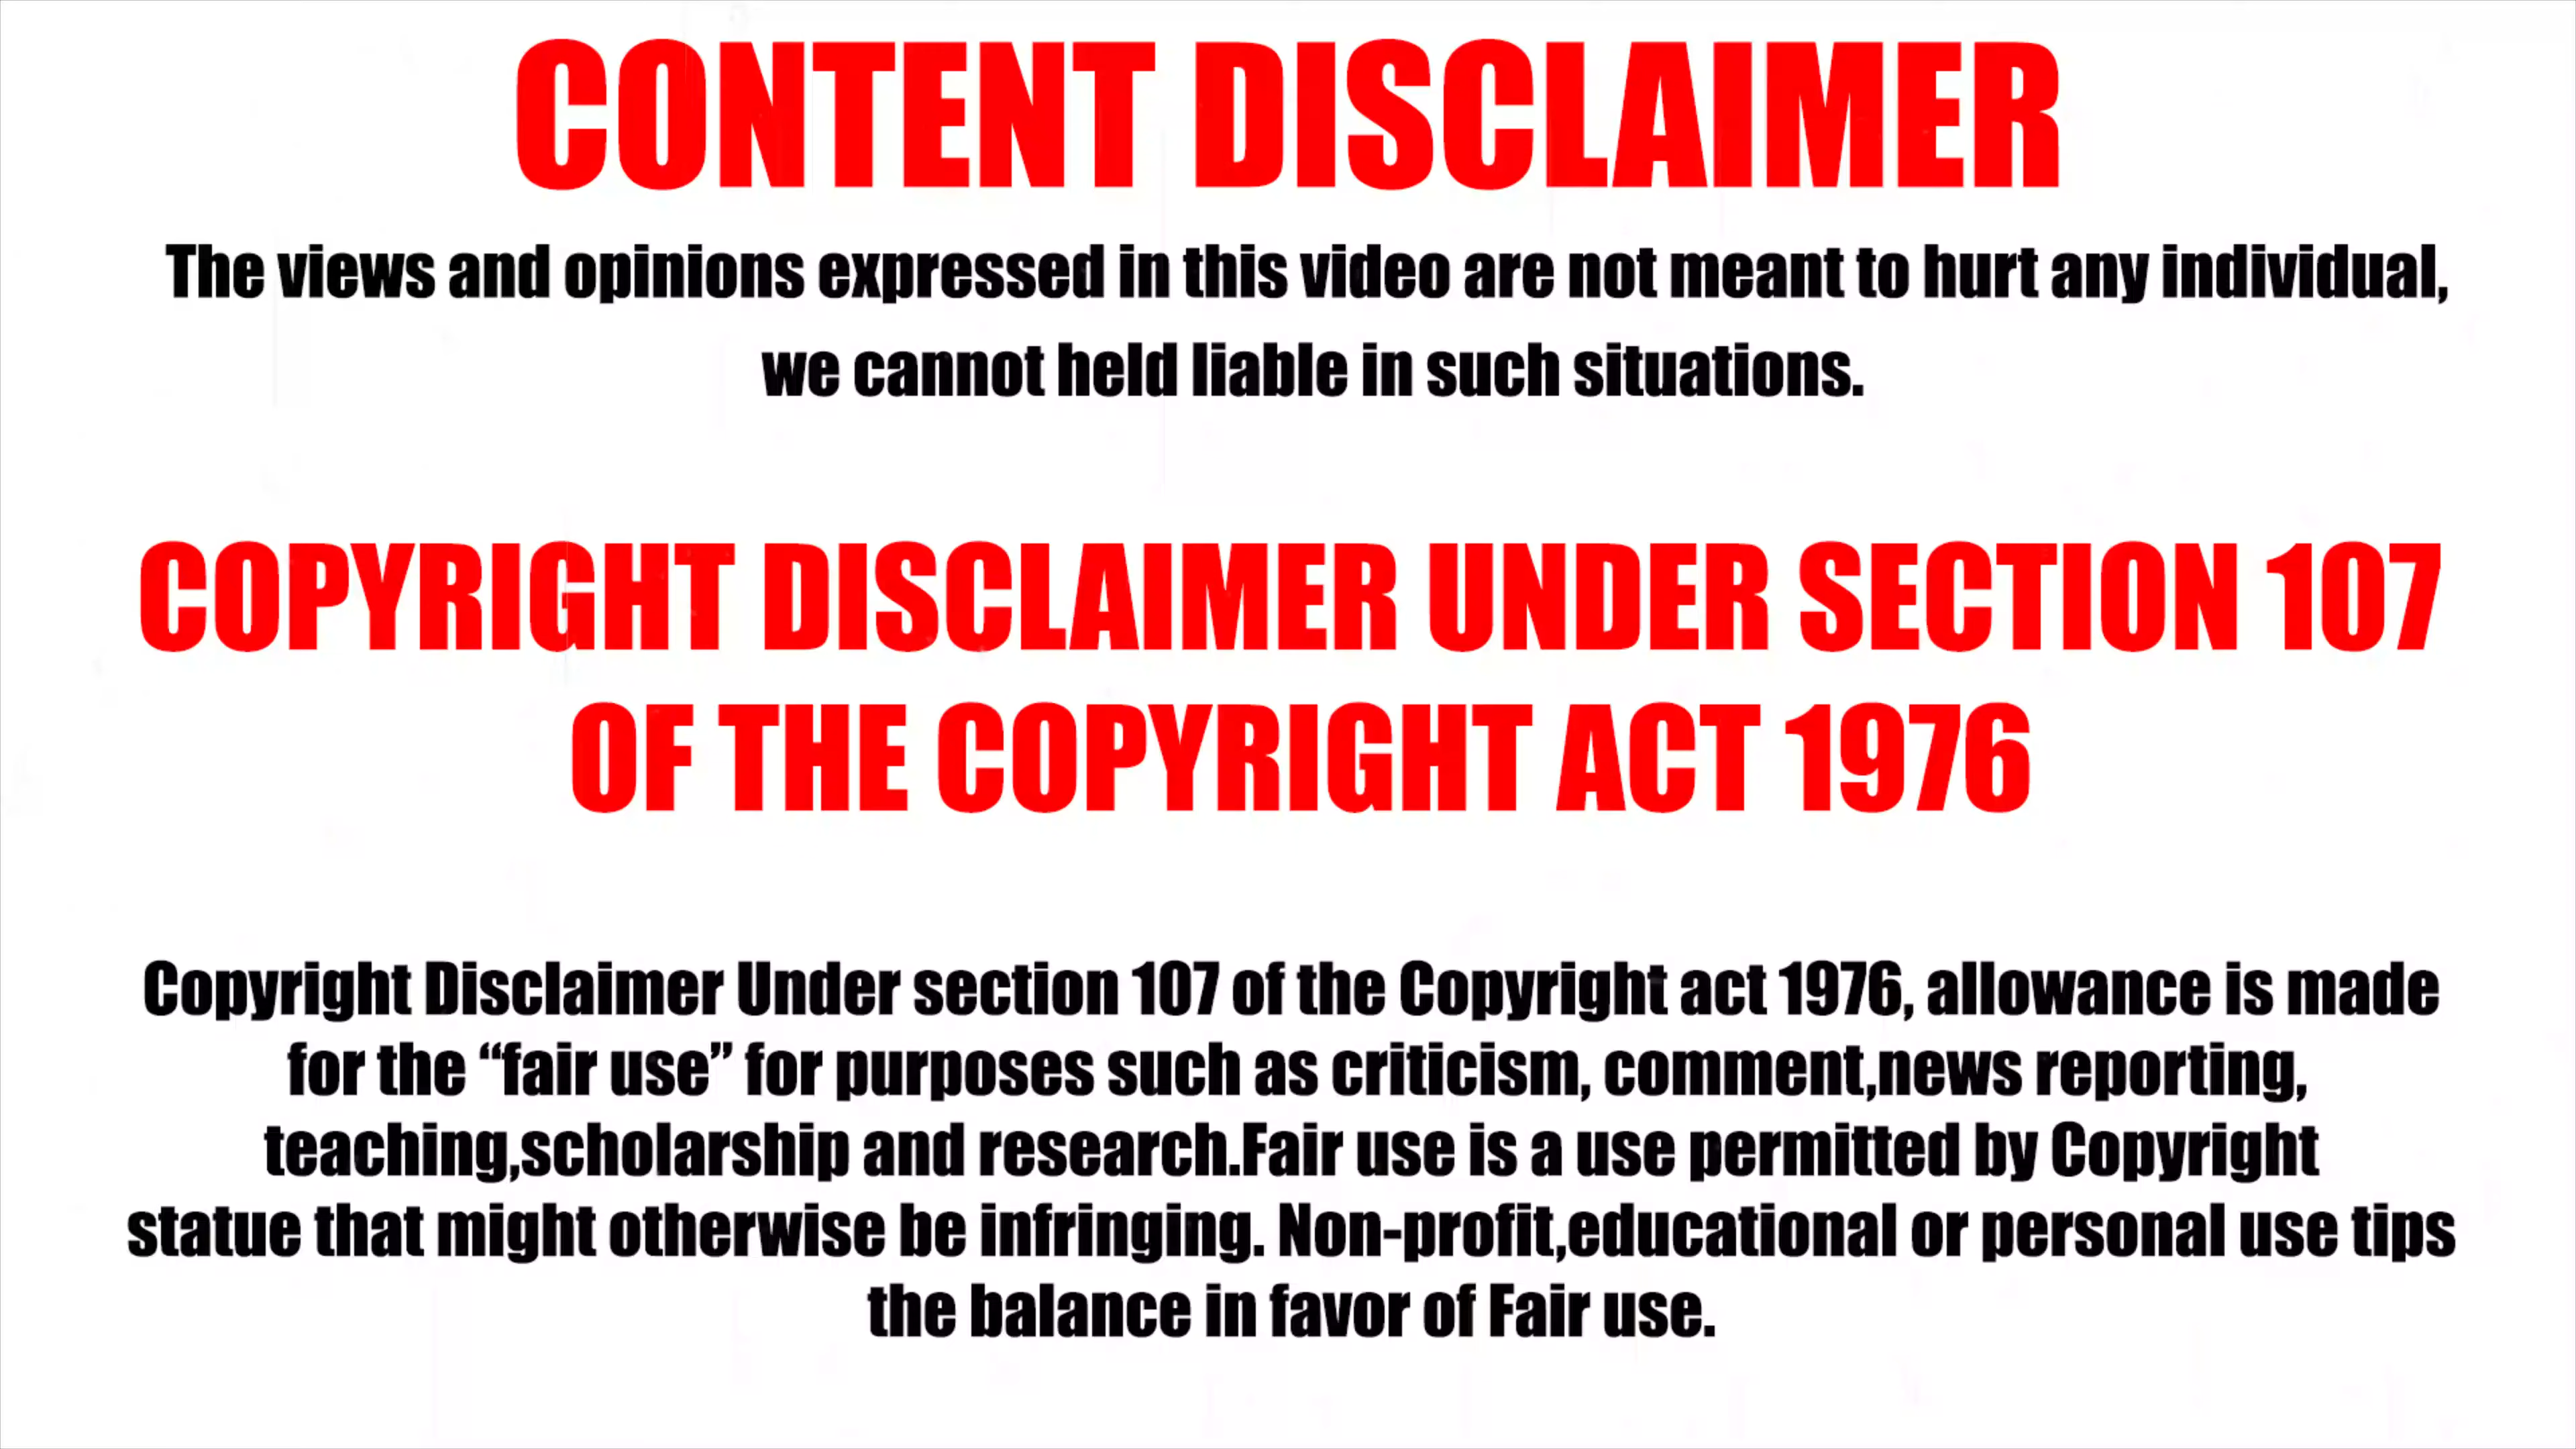 CONTENT DISCLAIMER
The views and opinions expressed in this video are not meant to hurt any individual,
we cannot held liable in such situations.
COPYRIGHT DISCLAIMER UNDER SECTION 107
OF THE COPYRIGHT ACT 1976
Copyright Disclaimer Under section 107 of the Copyright act 1976, allowance is made
for the “fair use” for purposes such as criticism, comment,news reporting,
teaching,scholarship and research.Fair use is a use permitted by Copyright
statue that might otherwise be infringing. Non-profit,educational or personal use tips
the balance in favor of Fair use.